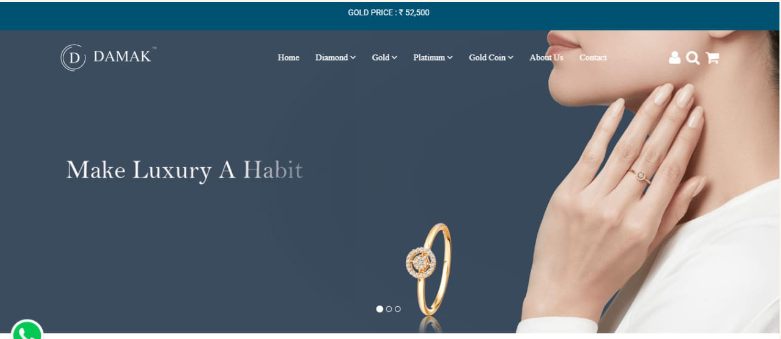 GOLD PRICE : ₹ 52,500
D DAMAK™
Home Diamond Gold Platinum Gold Coin About Us Contact
Make Luxury A Habit